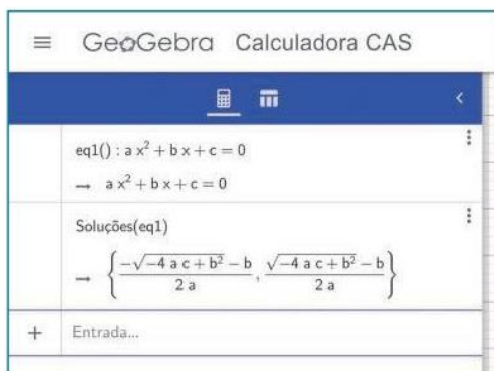 GeoGebra Calculadora CAS
eq1() : a x² + b x + c = 0
→ a x² + b x + c = 0
Soluções(eq1)
→ { (−√(−4 a c + b²) − b) / (2 a), (√(−4 a c + b²) − b) / (2 a) }
+ Entrada...